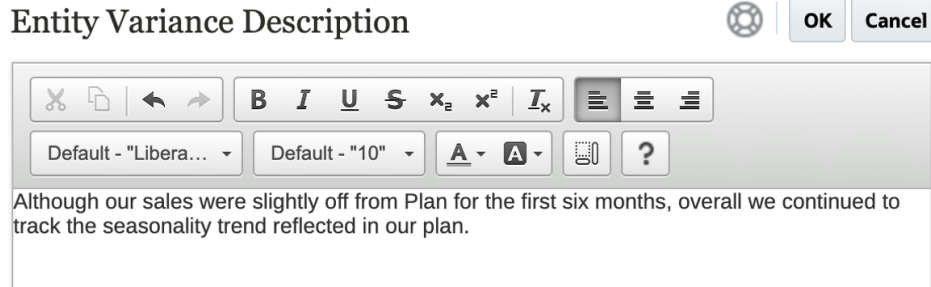 Entity Variance Description
OK Cancel
B I U S x₂ x² Tx
Default - "Libera... Default - "10" A A ?
Although our sales were slightly off from Plan for the first six months, overall we continued to
track the seasonality trend reflected in our plan.